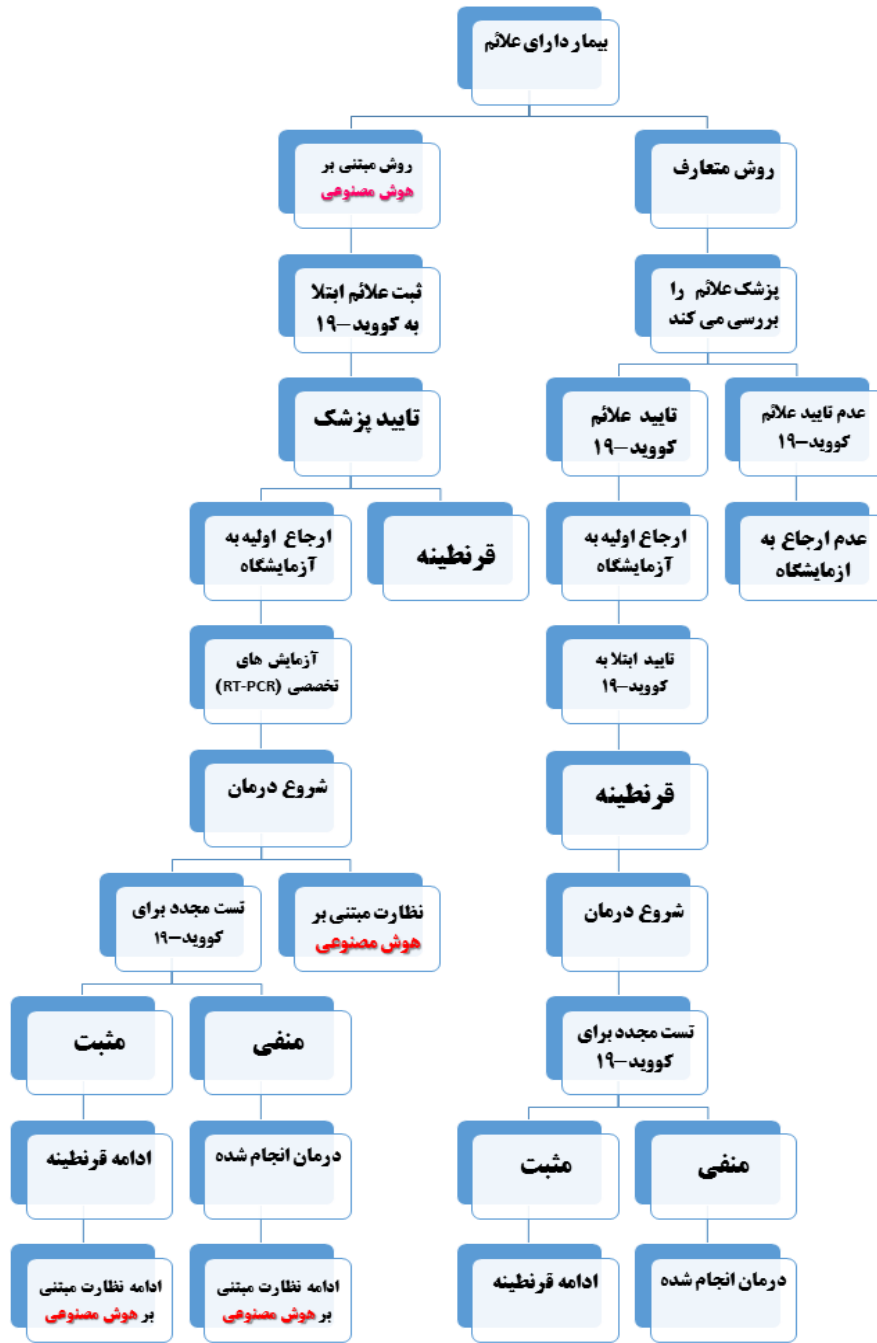 بیمار دارای علائم
روش متعارف
روش مبتنی بر
هوش مصنوعی
پزشک علائم را
بررسی می کند
ثبت علائم ابتلا
به کووید-۱۹
عدم تایید علائم
کووید-۱۹
تایید علائم
کووید-۱۹
تایید پزشک
عدم ارجاع به
ازمایشگاه
ارجاع اولیه به
آزمایشگاه
قرنطینه
ارجاع اولیه به
آزمایشگاه
تایید ابتلا به
کووید-۱۹
آزمایش های
تخصصی (RT-PCR)
قرنطینه
شروع درمان
شروع درمان
نظارت مبتنی بر
هوش مصنوعی
تست مجدد برای
کووید-۱۹
تست مجدد برای
کووید-۱۹
منفی
مثبت
منفی
مثبت
درمان انجام شده
ادامه قرنطینه
درمان انجام شده
ادامه قرنطینه
ادامه نظارت مبتنی
بر هوش مصنوعی
ادامه نظارت مبتنی
بر هوش مصنوعی